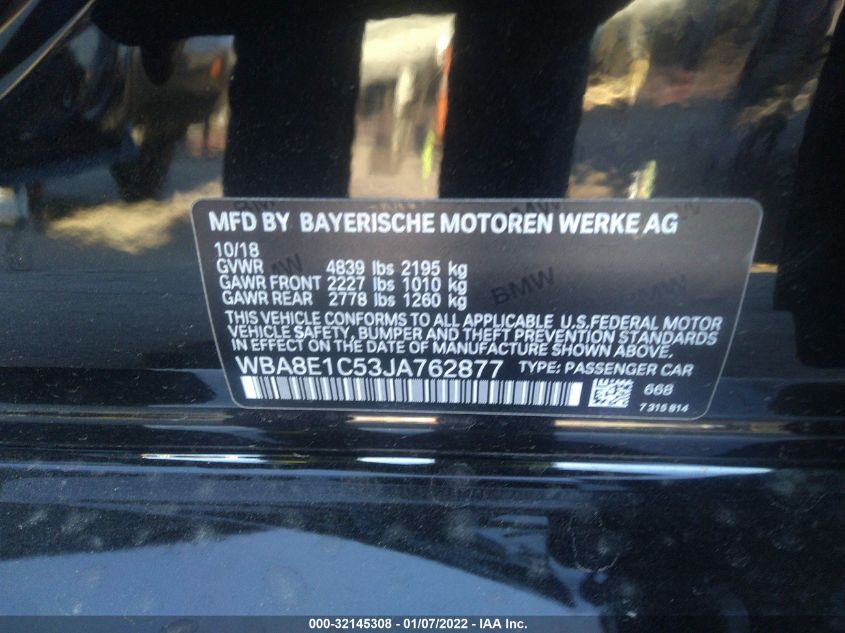 MFD BY BAYERISCHE MOTOREN WERKE AG
10/18
GVWR 4839 lbs 2195 kg
GAWR FRONT 2227 lbs 1010 kg
GAWR REAR 2778 lbs 1260 kg
BMW
THIS VEHICLE CONFORMS TO ALL APPLICABLE U.S.FEDERAL MOTOR
VEHICLE SAFETY, BUMPER AND THEFT PREVENTION STANDARDS
IN EFFECT ON THE DATE OF MANUFACTURE SHOWN ABOVE.
WBA8E1C53JA762877 TYPE: PASSENGER CAR
668
7 315 814
000-32145308 - 01/07/2022 - IAA Inc.